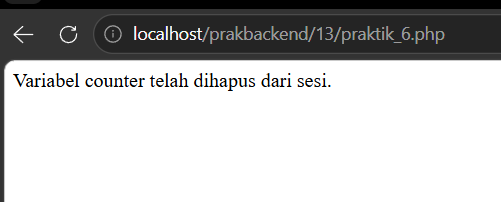 localhost/prakbackend/13/praktik_6.php
Variabel counter telah dihapus dari sesi.